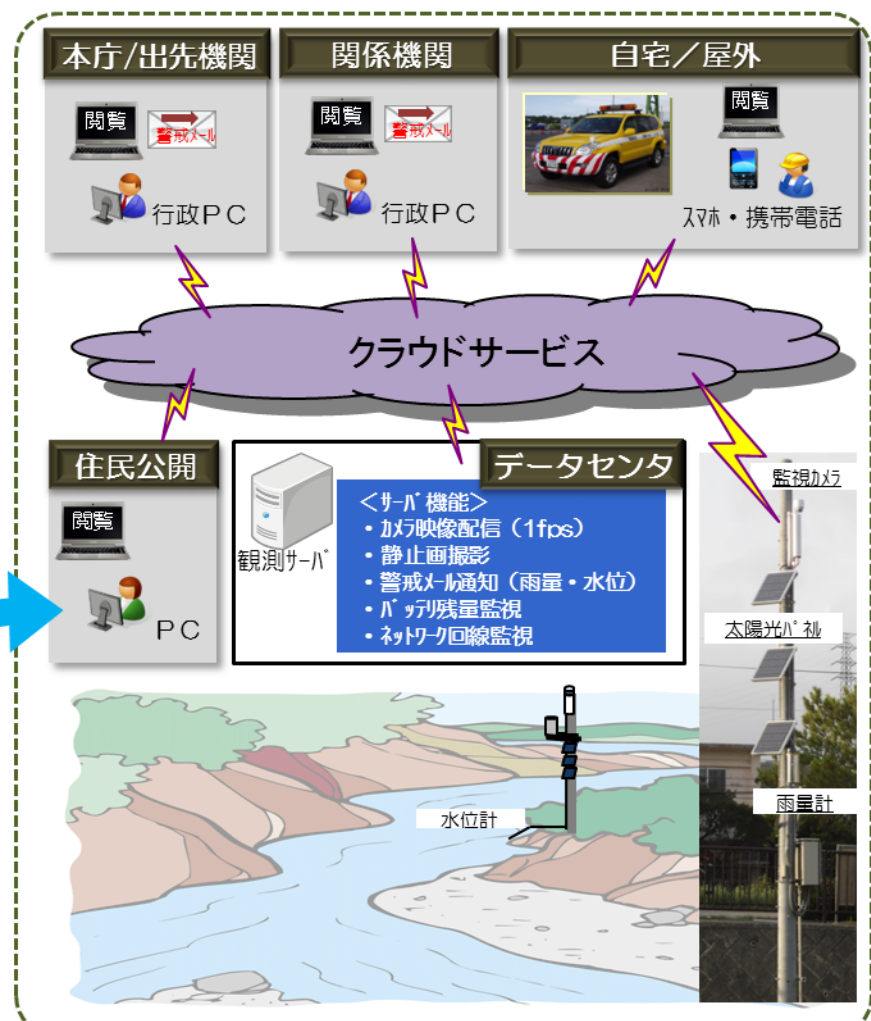 本庁/出先機関
閲覧
警戒ﾒｰﾙ
行政ＰＣ
関係機関
閲覧
警戒ﾒｰﾙ
行政ＰＣ
自宅／屋外
閲覧
ｽﾏﾎ・携帯電話
クラウドサービス
住民公開
閲覧
ＰＣ
データセンタ
観測ｻｰﾊﾞ
＜ｻｰﾊﾞ機能＞
・ｶﾒﾗ映像配信（1fps）
・静止画撮影
・警戒ﾒｰﾙ通知（雨量・水位）
・ﾊﾞｯﾃﾘ残量監視
・ﾈｯﾄﾜｰｸ回線監視
監視ｶﾒﾗ
太陽光ﾊﾟﾈﾙ
雨量計
水位計